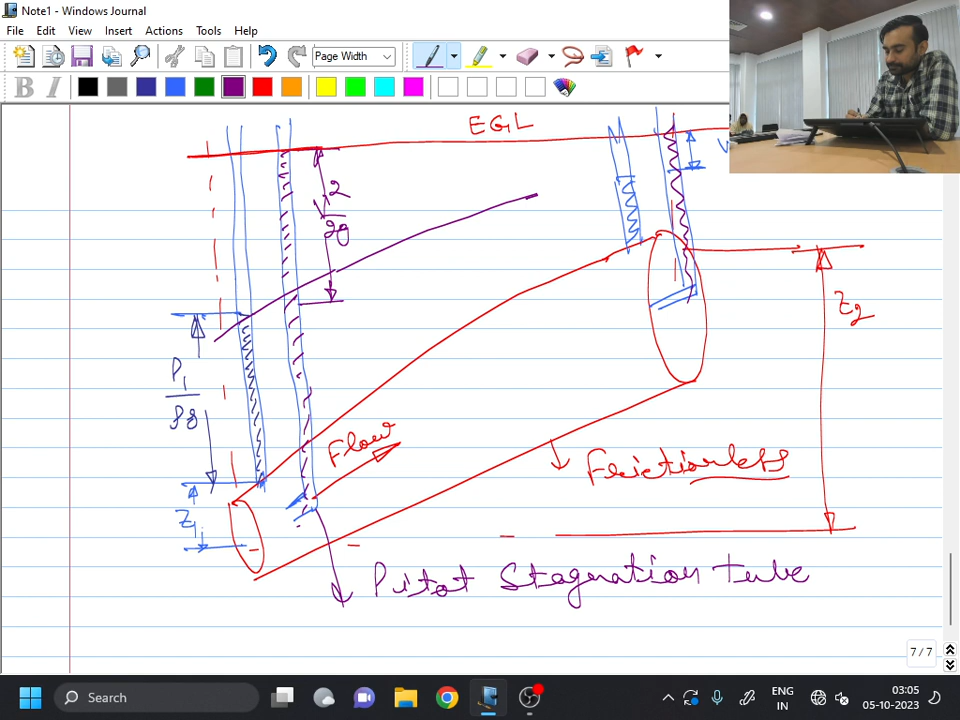 Note1 - Windows Journal
File Edit View Insert Actions Tools Help
Page Width
B I
EGL
V₁²
2g
P₁
ρg
Z₁
Flow
Z₂
Frictionless
Pitot Stagnation tube
7 / 7
Search
ENG
IN
03:05
05-10-2023